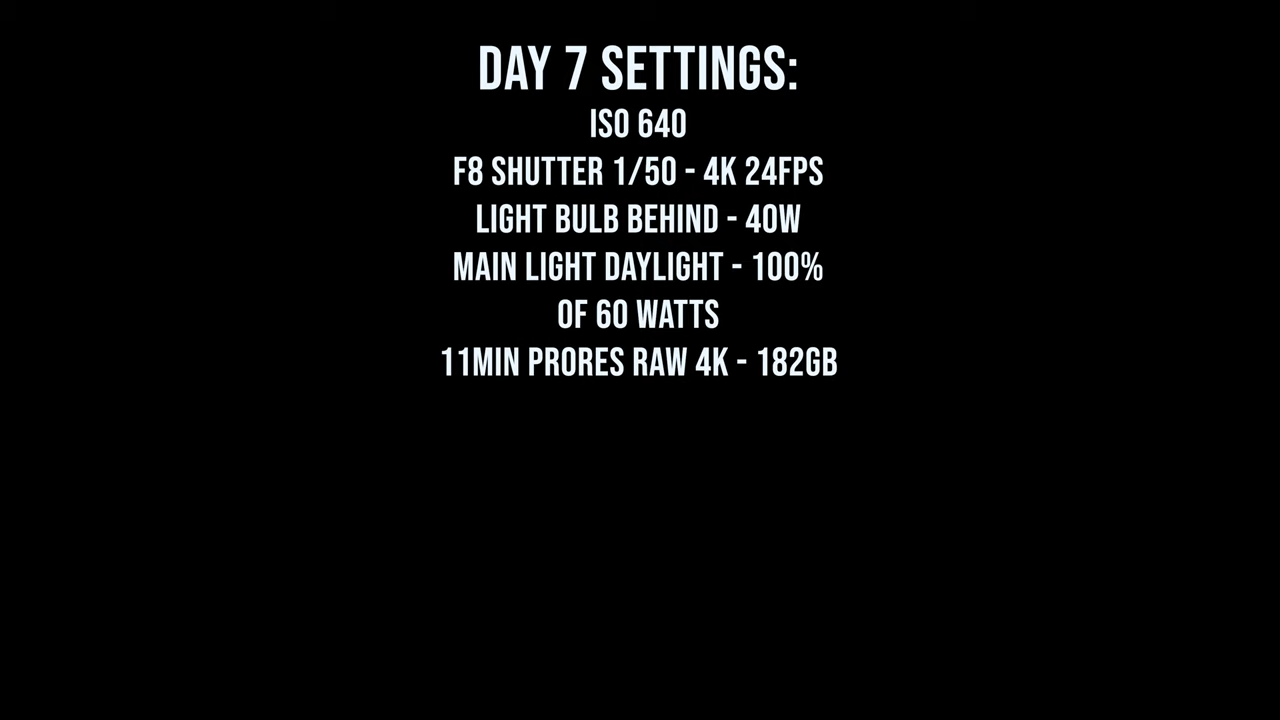 DAY 7 SETTINGS:
ISO 640
F8 SHUTTER 1/50 - 4K 24FPS
LIGHT BULB BEHIND - 40W
MAIN LIGHT DAYLIGHT - 100%
OF 60 WATTS
11MIN PRORES RAW 4K - 182GB